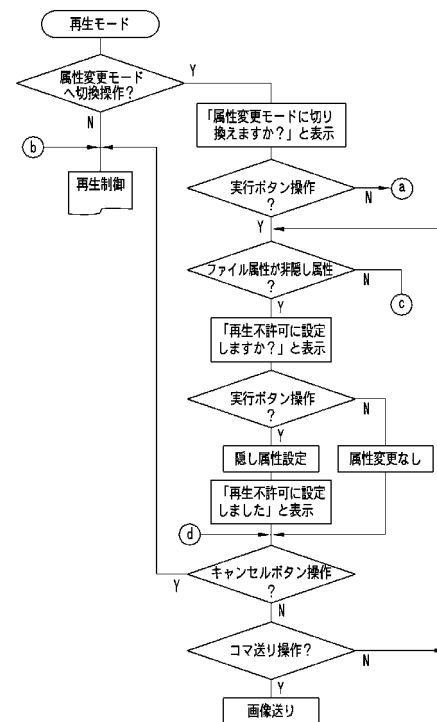 再生モード
属性変更モード
へ切換操作?
Y
N
「属性変更モードに切り
換えますか?」と表示
b
再生制御
実行ボタン操作
?
N
a
Y
ファイル属性が非隠し属性
?
N
c
Y
「再生不許可に設定
しますか?」と表示
実行ボタン操作
?
N
Y
隠し属性設定
属性変更なし
「再生不許可に設定
しました」と表示
d
キャンセルボタン操作
?
Y
N
コマ送り操作?
N
Y
画像送り